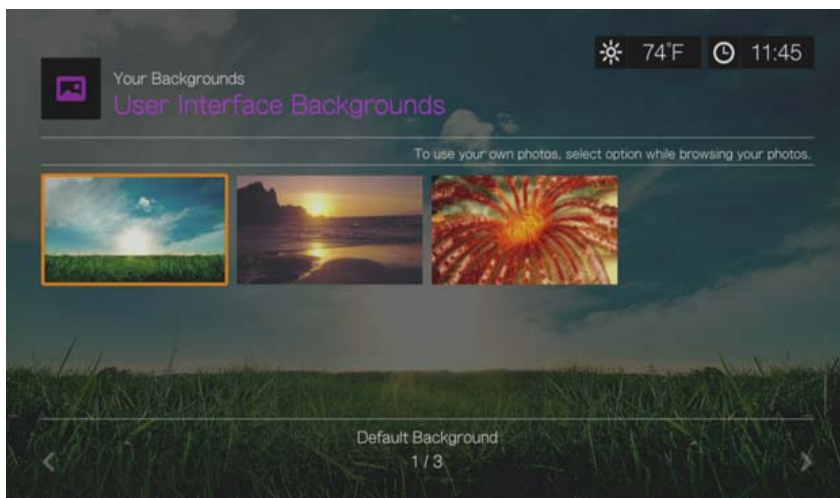 74°F 11:45
Your Backgrounds
User Interface Backgrounds
To use your own photos, select option while browsing your photos.
Default Background
1 / 3